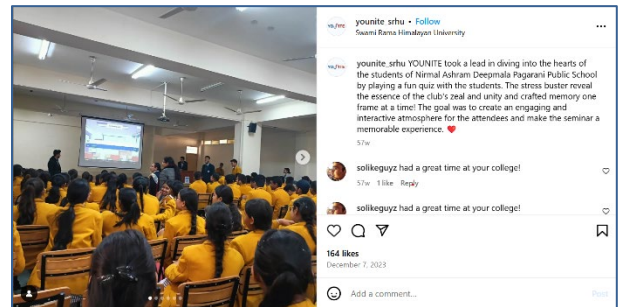 younite_srhu • Follow
Swami Rama Himalayan University
younite_srhu YOUNITE took a lead in diving into the hearts of
the students of Nirmal Ashram Deepmala Pagarani Public School
by playing a fun quiz with the students. The stress buster reveal
the essence of the club's zeal and unity and crafted memory one
frame at a time! The goal was to create an engaging and
interactive atmosphere for the attendees and make the seminar a
memorable experience. ❤️
57w
solikeguyz had a great time at your college!
57w 1 like Reply
solikeguyz had a great time at your college!
164 likes
December 7, 2023
Add a comment...
Post